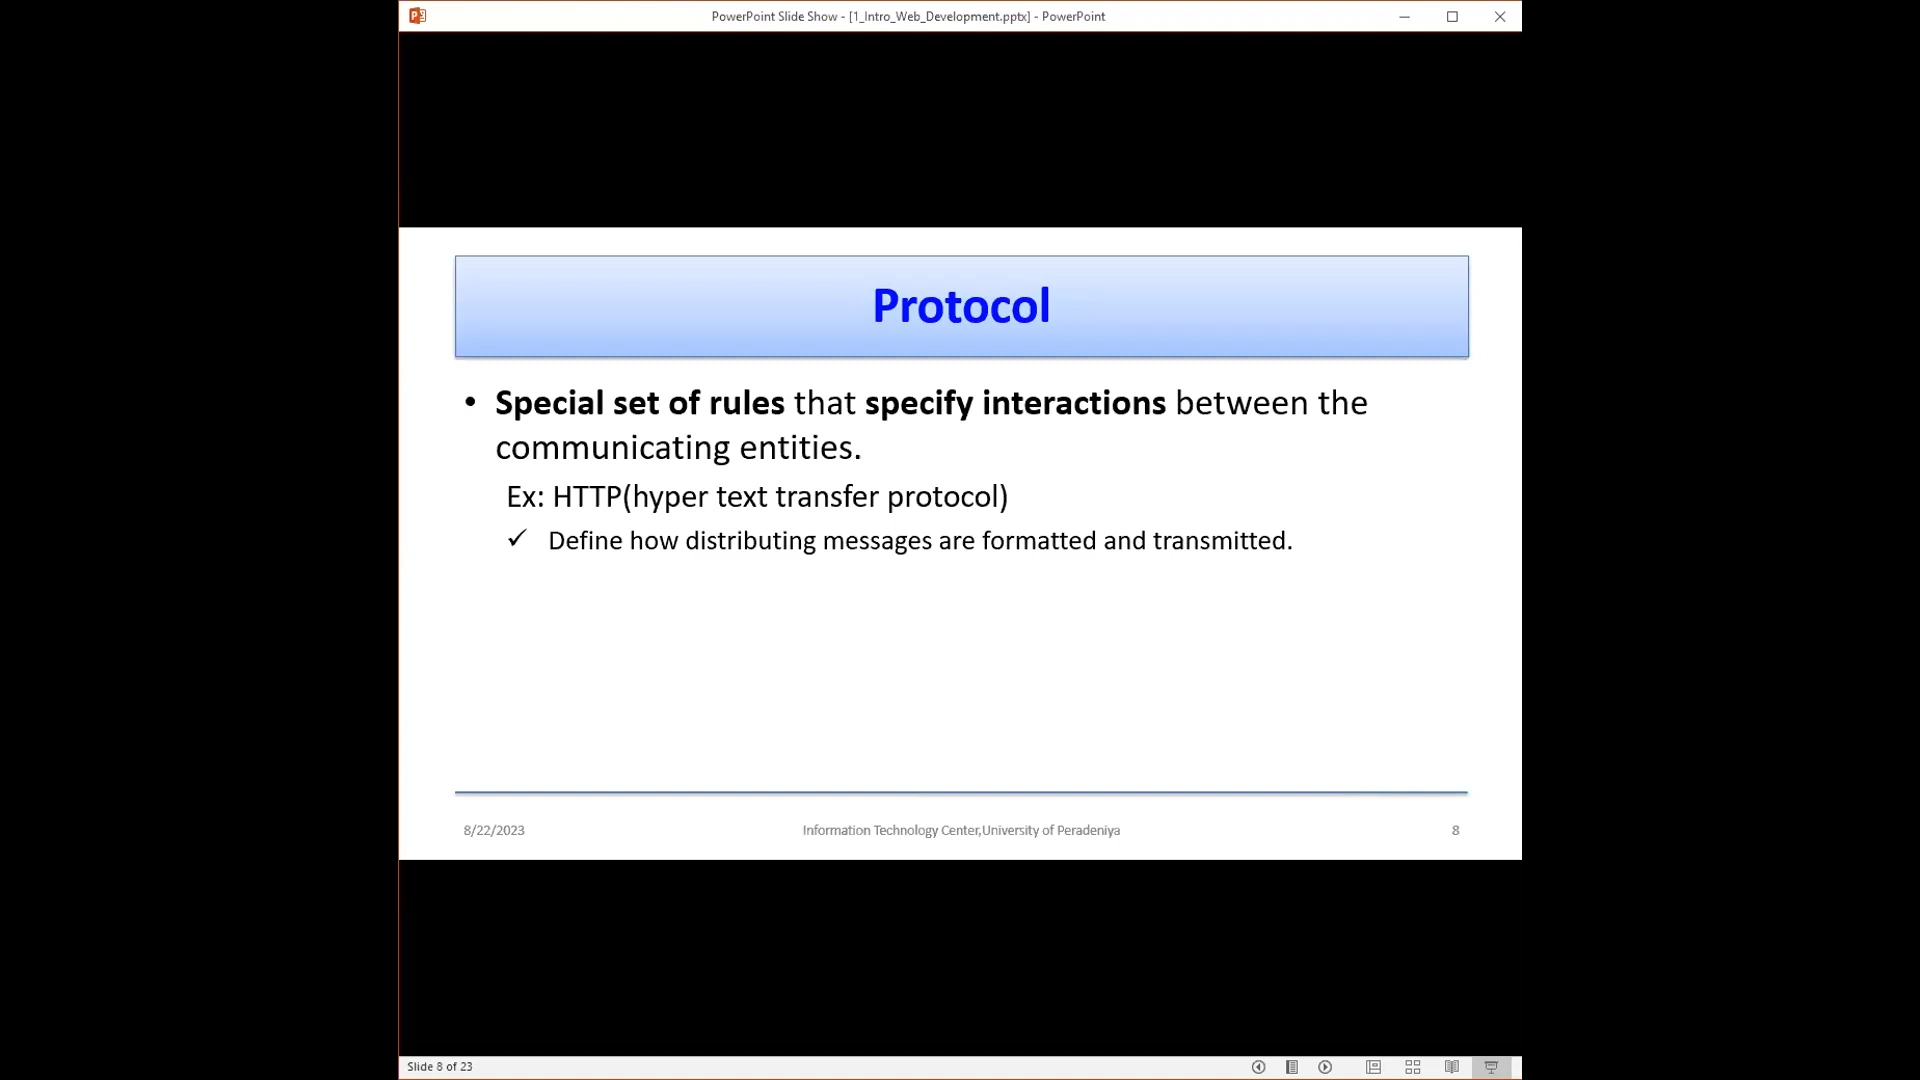 PowerPoint Slide Show - [1_Intro_Web_Development.pptx] - PowerPoint
Protocol
• Special set of rules that specify interactions between the
communicating entities.
Ex: HTTP(hyper text transfer protocol)
✓ Define how distributing messages are formatted and transmitted.
8/22/2023 Information Technology Center,University of Peradeniya 8
Slide 8 of 23